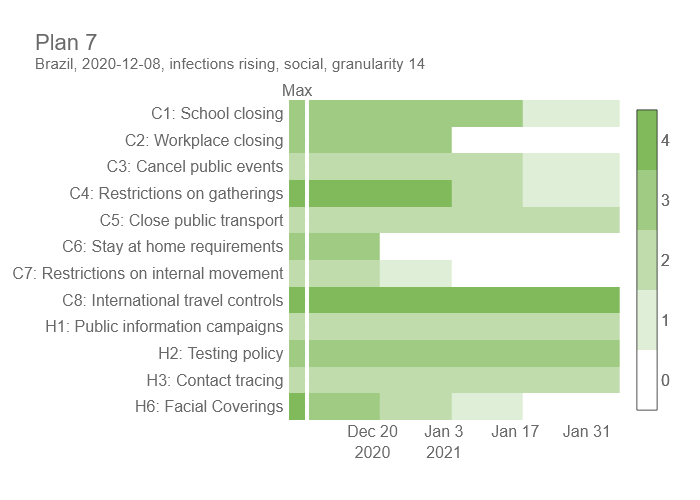 Plan 7
Brazil, 2020-12-08, infections rising, social, granularity 14
Max
C1: School closing
C2: Workplace closing
C3: Cancel public events
C4: Restrictions on gatherings
C5: Close public transport
C6: Stay at home requirements
C7: Restrictions on internal movement
C8: International travel controls
H1: Public information campaigns
H2: Testing policy
H3: Contact tracing
H6: Facial Coverings
4
3
2
1
0
Dec 20 Jan 3 Jan 17 Jan 31
2020 2021